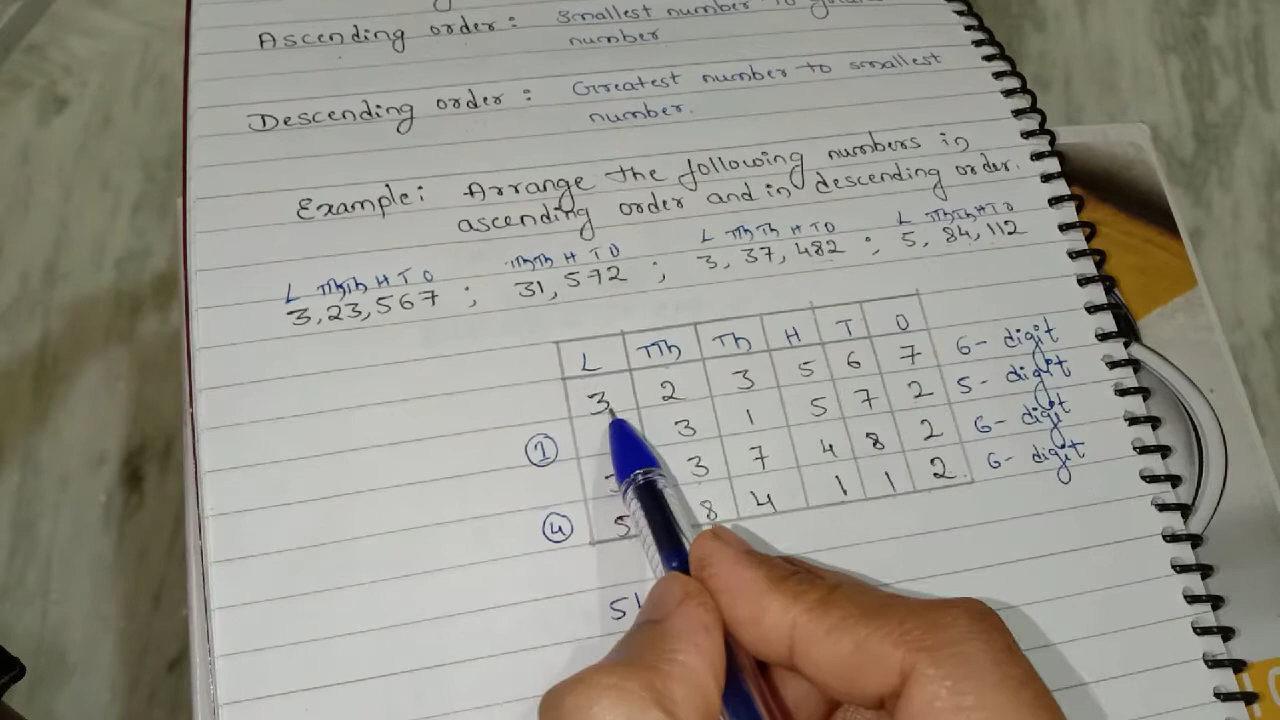 Ascending order: Smallest number to
number
Descending order: Greatest number to smallest
number.
Example: Arrange the following numbers in
ascending order and in descending order.
L TTh Th H T O TTh Th H T O L TTh Th H T O L TTh Th H T O
3,23,567 ; 31,572 ; 3,37,482 ; 5,84,112
L TTh Th H T O
3 2 3 5 6 7 6- digit
① 3 1 5 7 2 5- digit
3 7 4 8 2 6- digit
④ 5 8 4 1 1 2. 6- digit